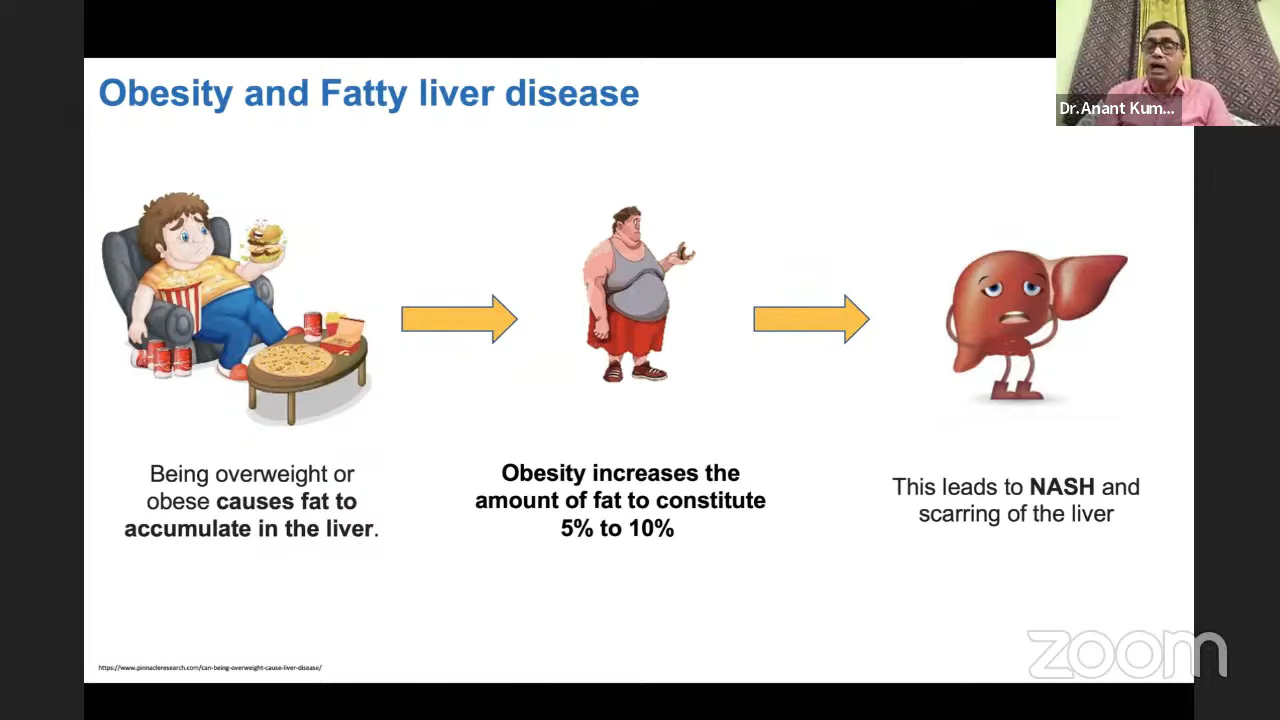 Obesity and Fatty liver disease
Dr.Anant Kum...
Being overweight or
obese causes fat to
accumulate in the liver.
Obesity increases the
amount of fat to constitute
5% to 10%
This leads to NASH and
scarring of the liver
https://www.pinnacleresearch.com/can-being-overweight-cause-liver-disease/
zoom